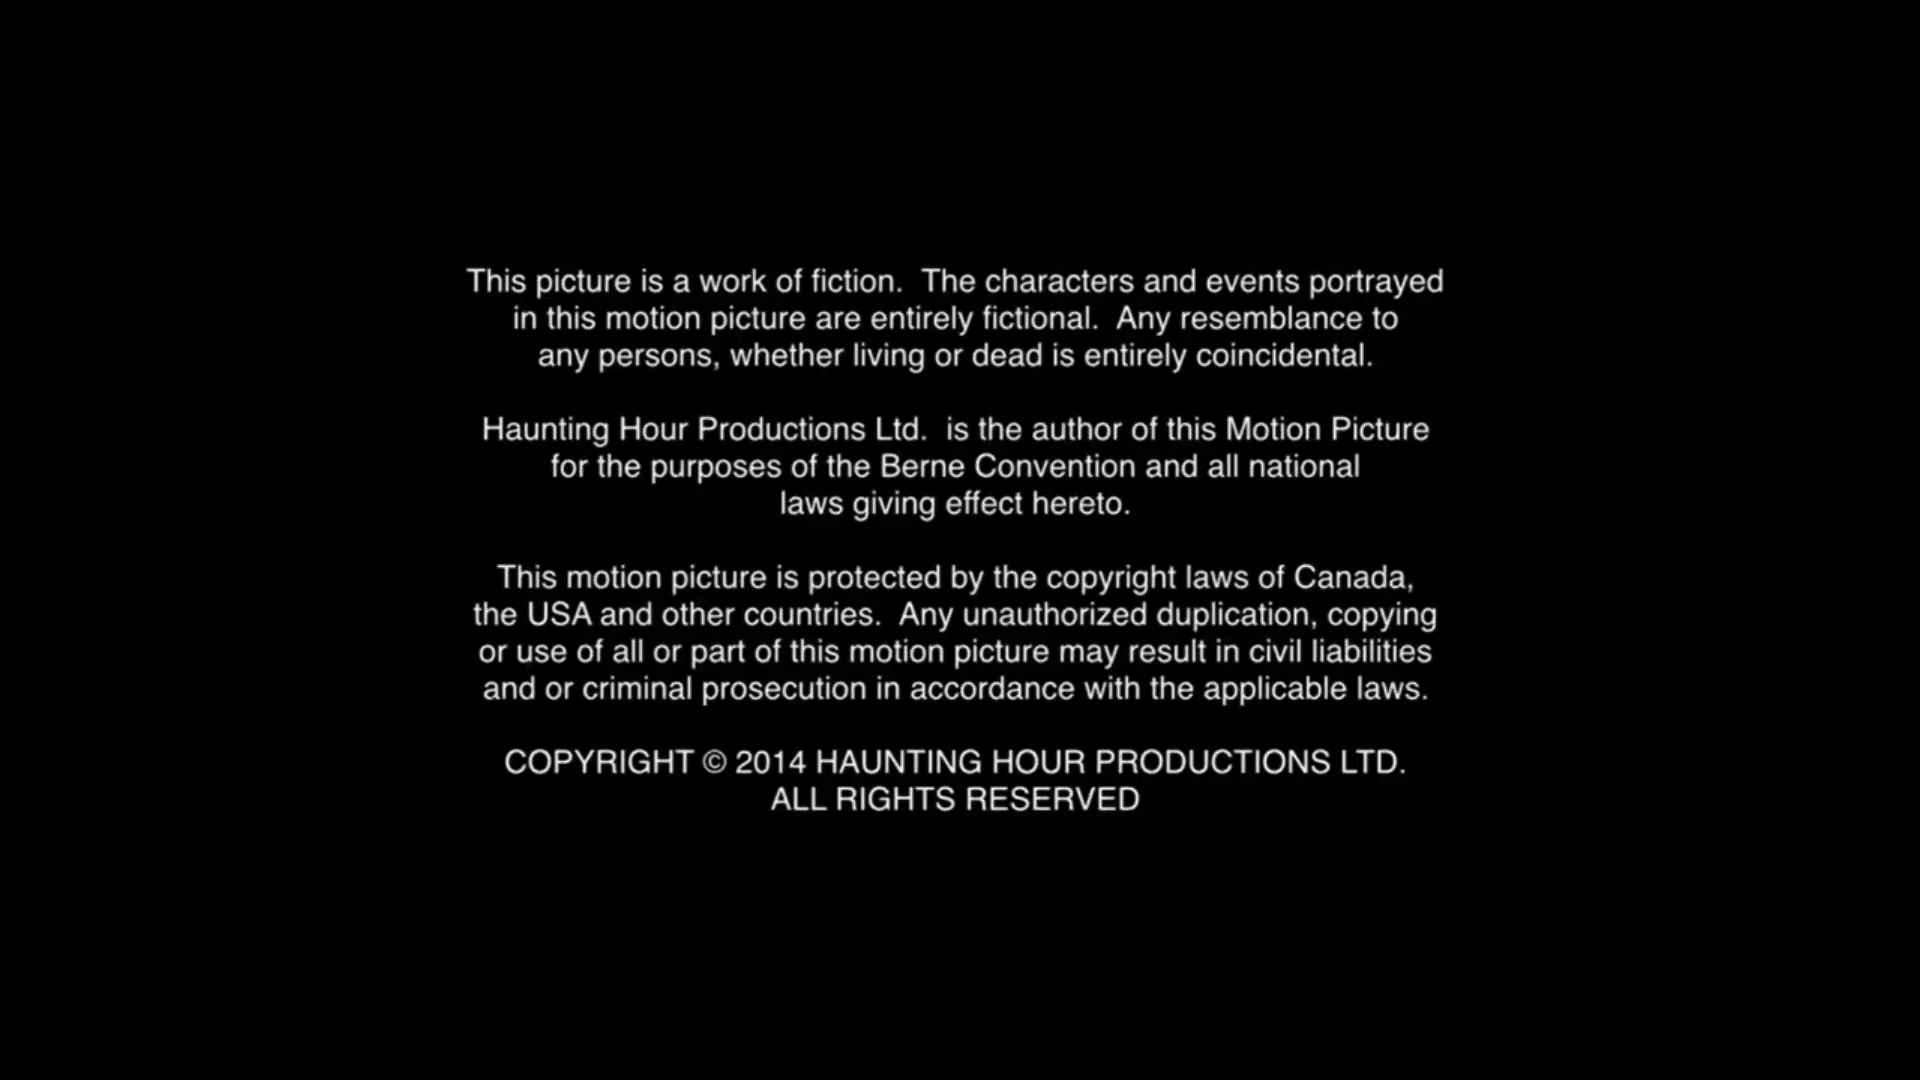 This picture is a work of fiction.  The characters and events portrayed
in this motion picture are entirely fictional.  Any resemblance to
any persons, whether living or dead is entirely coincidental.
Haunting Hour Productions Ltd.  is the author of this Motion Picture
for the purposes of the Berne Convention and all national
laws giving effect hereto.
This motion picture is protected by the copyright laws of Canada,
the USA and other countries.  Any unauthorized duplication, copying
or use of all or part of this motion picture may result in civil liabilities
and or criminal prosecution in accordance with the applicable laws.
COPYRIGHT © 2014 HAUNTING HOUR PRODUCTIONS LTD.
ALL RIGHTS RESERVED